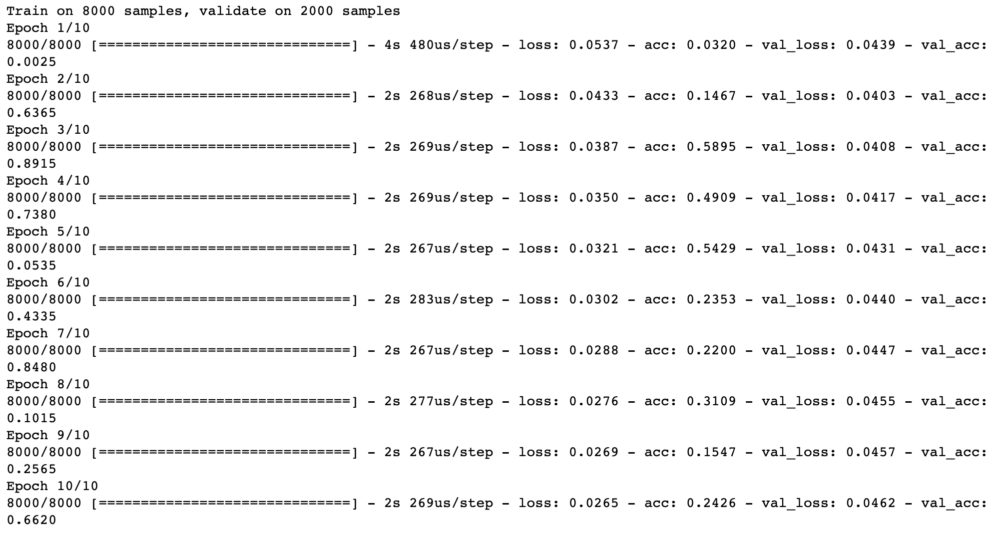 Train on 8000 samples, validate on 2000 samples
Epoch 1/10
8000/8000 [==============================] - 4s 480us/step - loss: 0.0537 - acc: 0.0320 - val_loss: 0.0439 - val_acc:
0.0025
Epoch 2/10
8000/8000 [==============================] - 2s 268us/step - loss: 0.0433 - acc: 0.1467 - val_loss: 0.0403 - val_acc:
0.6365
Epoch 3/10
8000/8000 [==============================] - 2s 269us/step - loss: 0.0387 - acc: 0.5895 - val_loss: 0.0408 - val_acc:
0.8915
Epoch 4/10
8000/8000 [==============================] - 2s 269us/step - loss: 0.0350 - acc: 0.4909 - val_loss: 0.0417 - val_acc:
0.7380
Epoch 5/10
8000/8000 [==============================] - 2s 267us/step - loss: 0.0321 - acc: 0.5429 - val_loss: 0.0431 - val_acc:
0.0535
Epoch 6/10
8000/8000 [==============================] - 2s 283us/step - loss: 0.0302 - acc: 0.2353 - val_loss: 0.0440 - val_acc:
0.4335
Epoch 7/10
8000/8000 [==============================] - 2s 267us/step - loss: 0.0288 - acc: 0.2200 - val_loss: 0.0447 - val_acc:
0.8480
Epoch 8/10
8000/8000 [==============================] - 2s 277us/step - loss: 0.0276 - acc: 0.3109 - val_loss: 0.0455 - val_acc:
0.1015
Epoch 9/10
8000/8000 [==============================] - 2s 267us/step - loss: 0.0269 - acc: 0.1547 - val_loss: 0.0457 - val_acc:
0.2565
Epoch 10/10
8000/8000 [==============================] - 2s 269us/step - loss: 0.0265 - acc: 0.2426 - val_loss: 0.0462 - val_acc:
0.6620